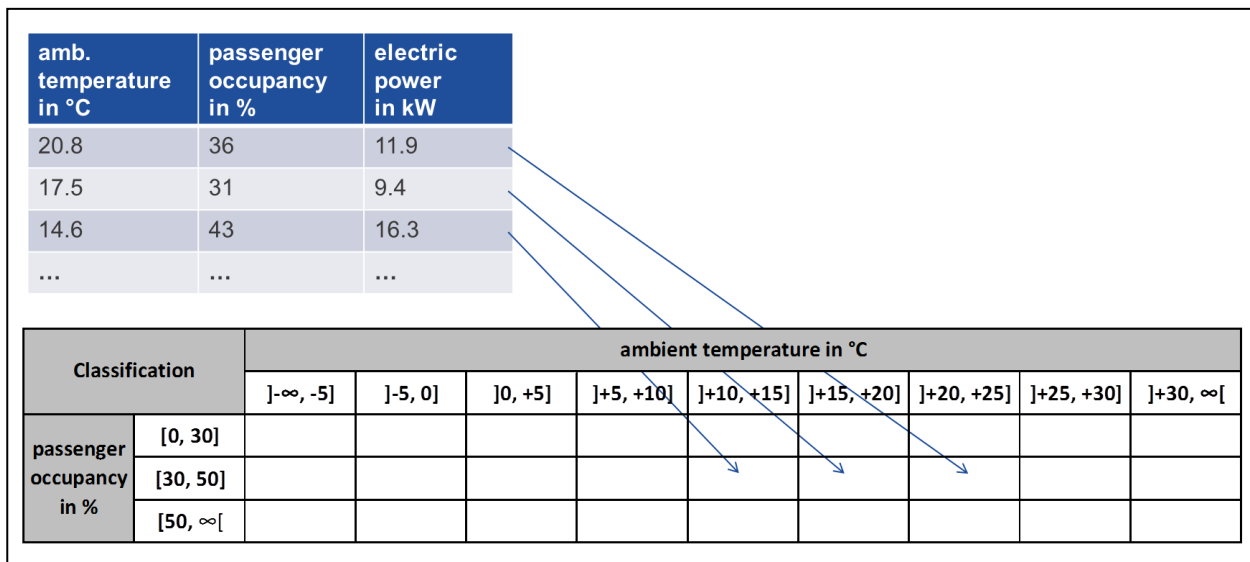 amb. temperature in °C passenger occupancy in % electric power in kW
20.8 36 11.9
17.5 31 9.4
14.6 43 16.3
... ... ...
Classification ambient temperature in °C
]-∞, -5] ]-5, 0] ]0, +5] ]+5, +10] ]+10, +15] ]+15, +20] ]+20, +25] ]+25, +30] ]+30, ∞[
passenger occupancy in % [0, 30]
[30, 50]
[50, ∞[